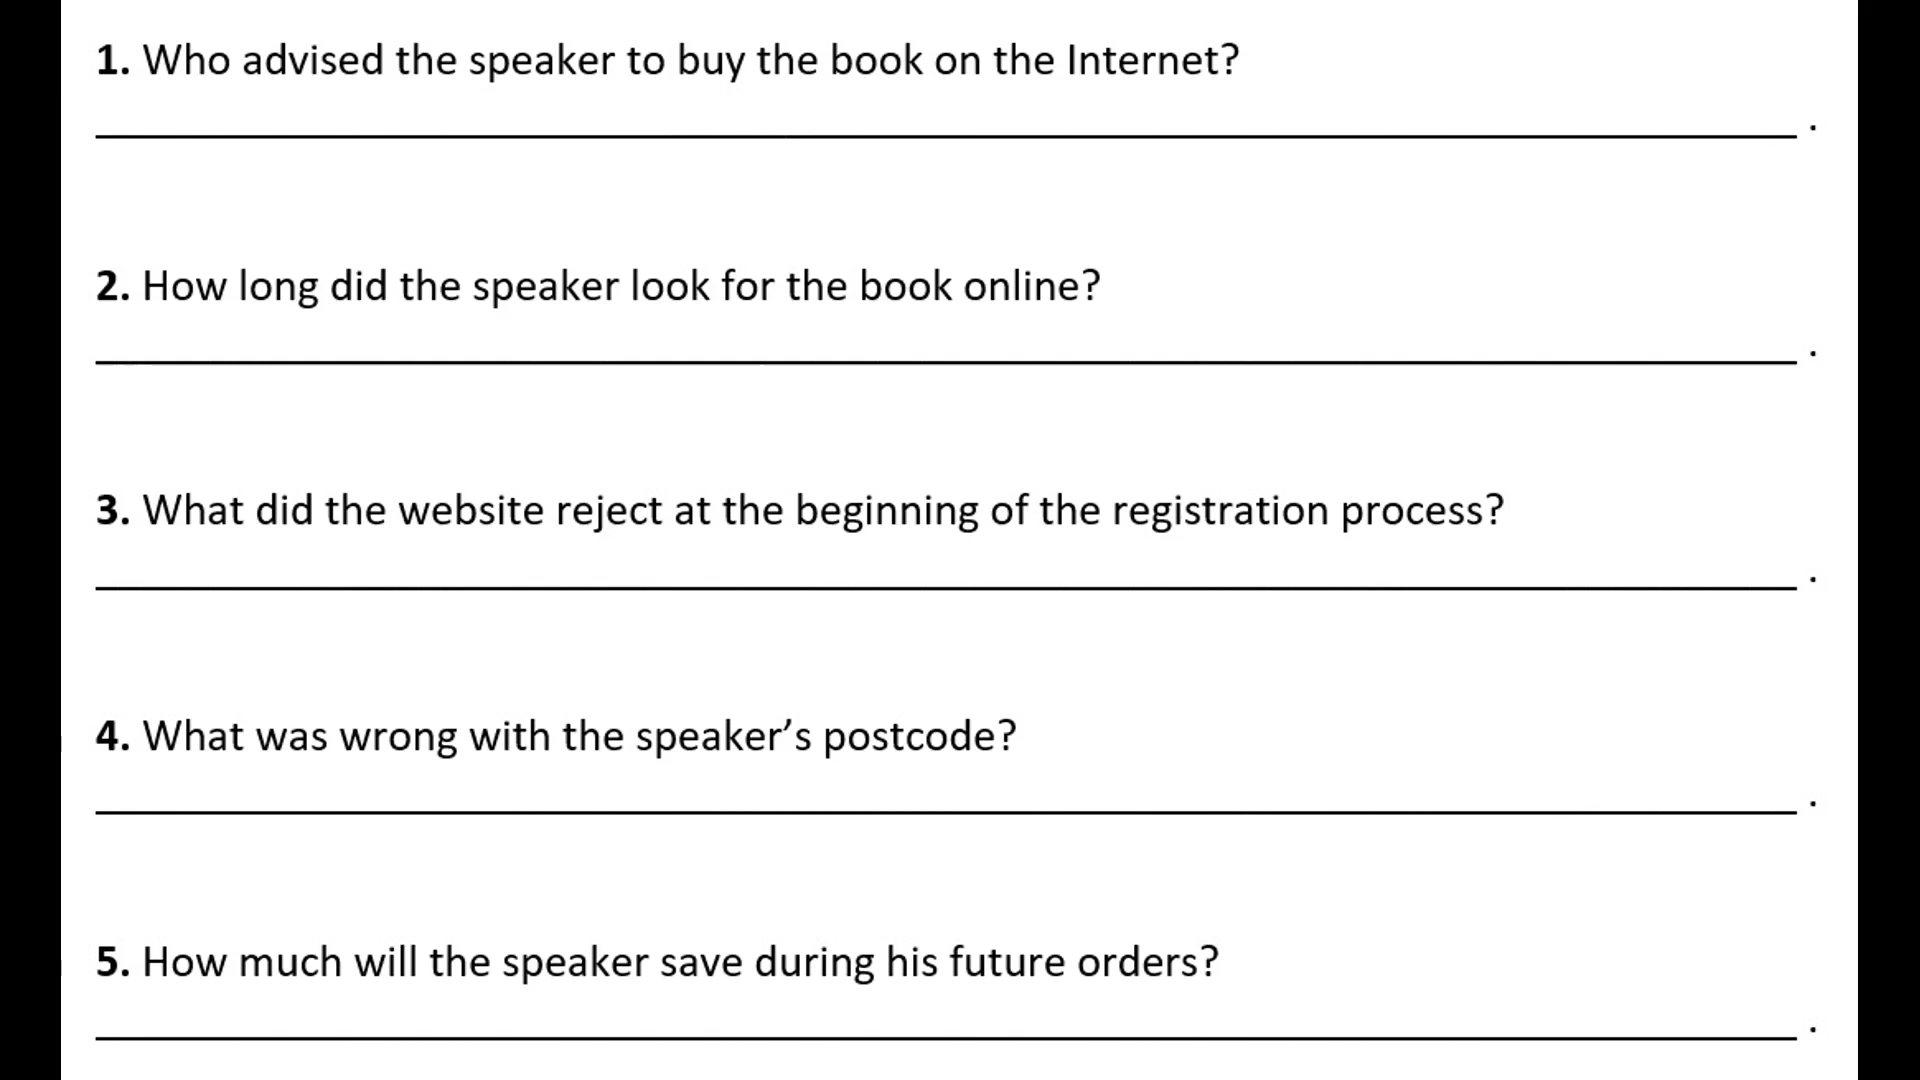 1. Who advised the speaker to buy the book on the Internet?
.
2. How long did the speaker look for the book online?
.
3. What did the website reject at the beginning of the registration process?
.
4. What was wrong with the speaker’s postcode?
.
5. How much will the speaker save during his future orders?
.